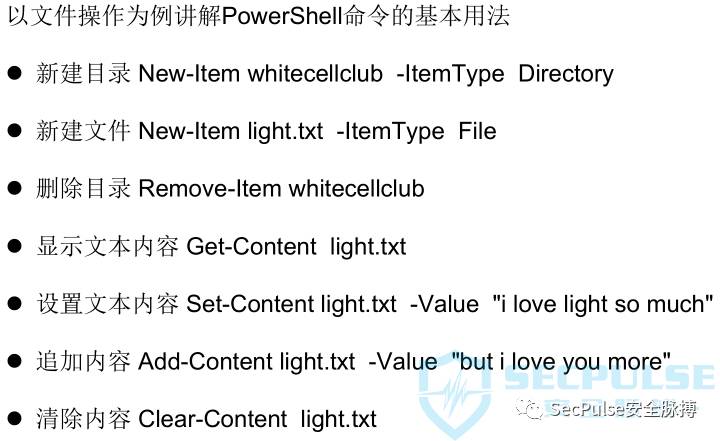 以文件操作为例讲解PowerShell命令的基本用法
● 新建目录 New-Item whitecellclub -ItemType Directory
● 新建文件 New-Item light.txt -ItemType File
● 删除目录 Remove-Item whitecellclub
● 显示文本内容 Get-Content light.txt
● 设置文本内容 Set-Content light.txt -Value "i love light so much"
● 追加内容 Add-Content light.txt -Value "but i love you more"
SECPULSE
● 清除内容 Clear-Content light.txt
SecPulse安全脉搏